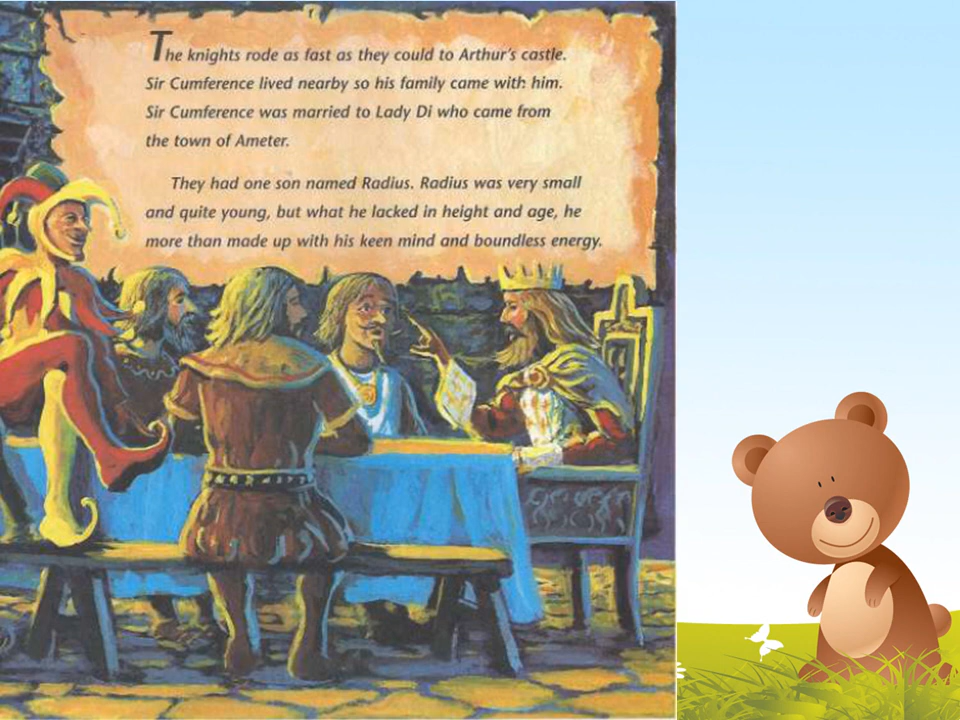 The knights rode as fast as they could to Arthur's castle.
Sir Cumference lived nearby so his family came with him.
Sir Cumference was married to Lady Di who came from
the town of Ameter.
They had one son named Radius. Radius was very small
and quite young, but what he lacked in height and age, he
more than made up with his keen mind and boundless energy.